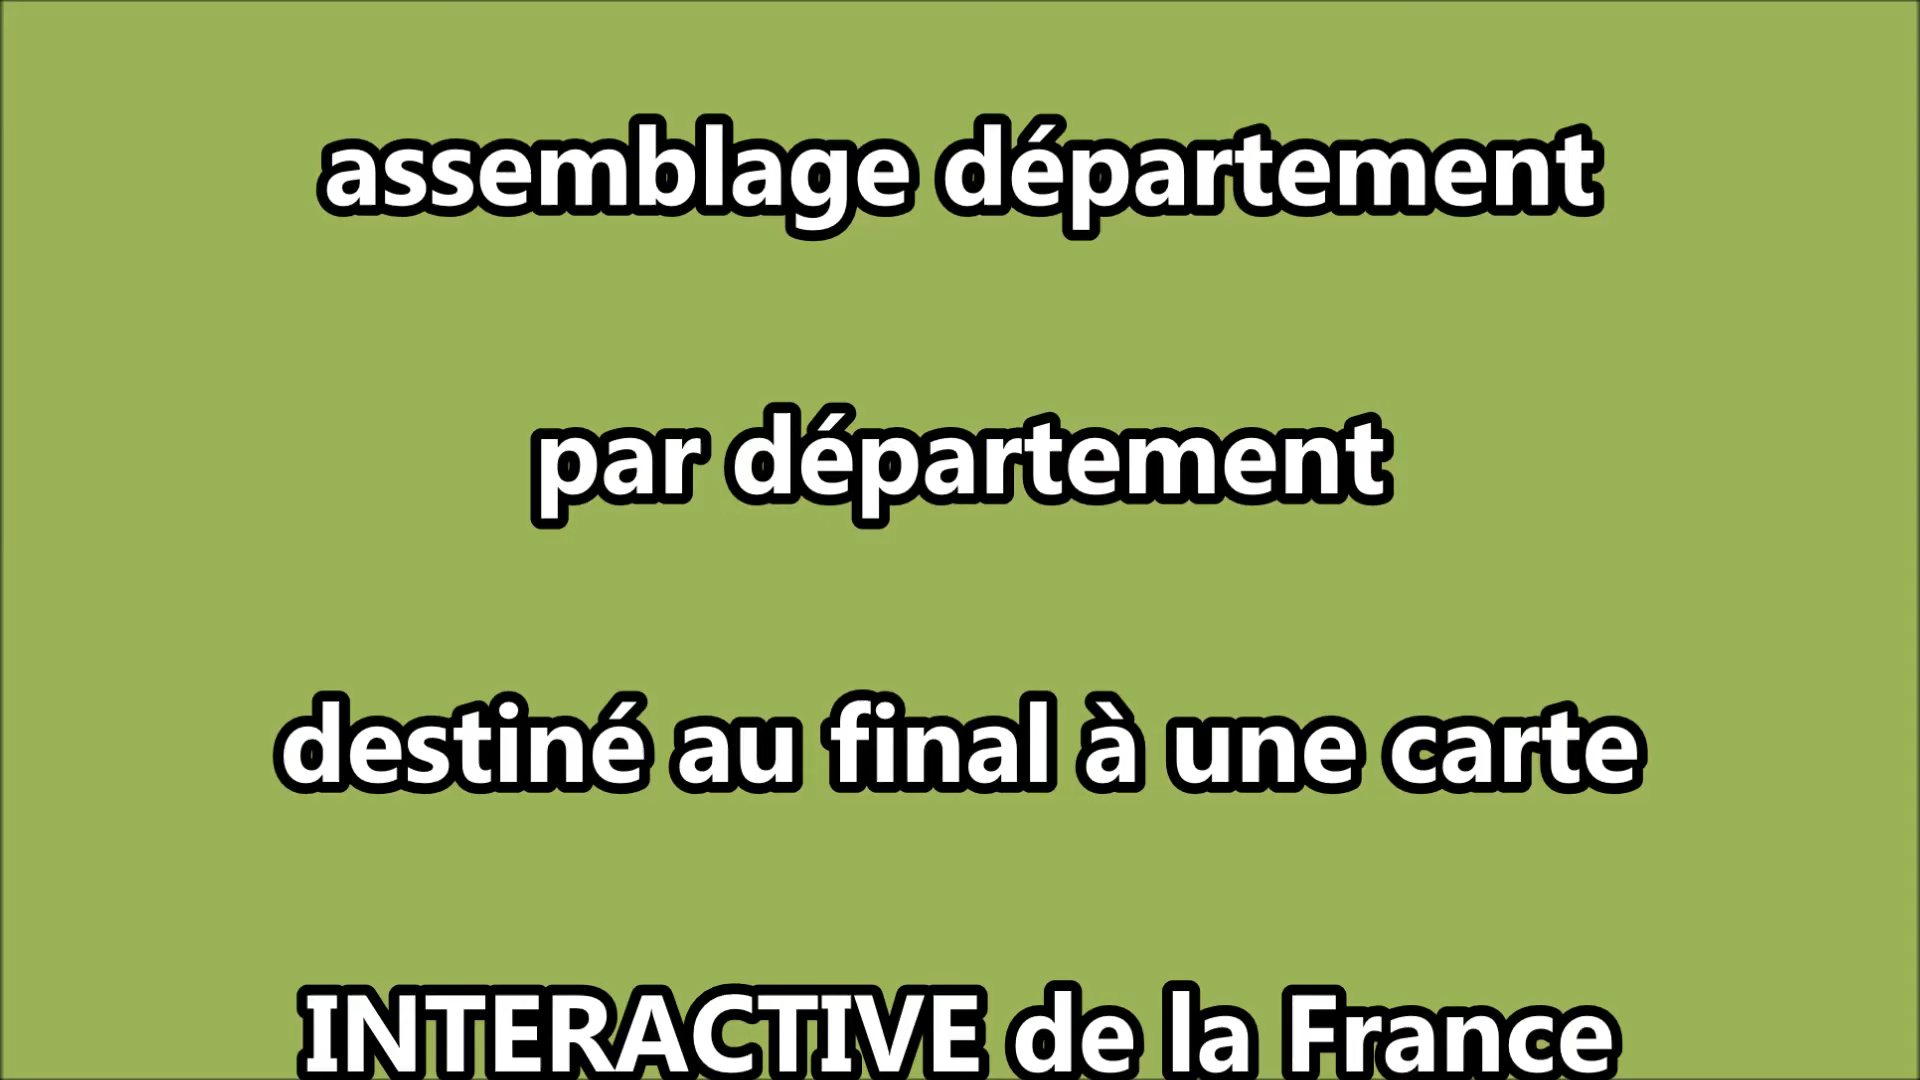 assemblage département
par département
destiné au final à une carte
INTERACTIVE de la France